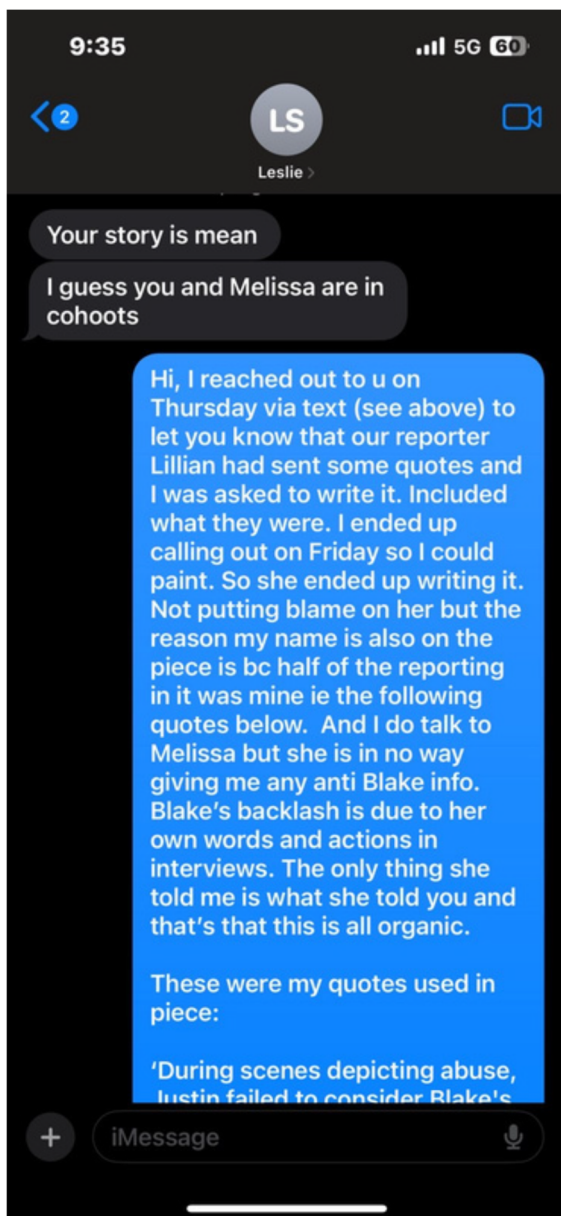 9:35
5G 60
2
LS
Leslie
Your story is mean
I guess you and Melissa are in
cohoots
Hi, I reached out to u on
Thursday via text (see above) to
let you know that our reporter
Lillian had sent some quotes and
I was asked to write it. Included
what they were. I ended up
calling out on Friday so I could
paint. So she ended up writing it.
Not putting blame on her but the
reason my name is also on the
piece is bc half of the reporting
in it was mine ie the following
quotes below.  And I do talk to
Melissa but she is in no way
giving me any anti Blake info.
Blake's backlash is due to her
own words and actions in
interviews. The only thing she
told me is what she told you and
that's that this is all organic.
These were my quotes used in
piece:
‘During scenes depicting abuse,
Justin failed to consider Blake's
iMessage